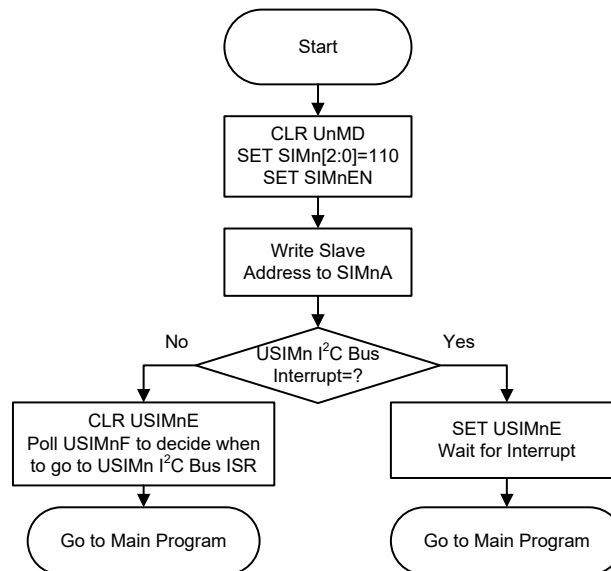 Start
CLR UnMD
SET SIMn[2:0]=110
SET SIMnEN
Write Slave
Address to SIMnA
USIMn I²C Bus
Interrupt=?
No
Yes
CLR USIMnE
Poll USIMnF to decide when
to go to USIMn I²C Bus ISR
SET USIMnE
Wait for Interrupt
Go to Main Program
Go to Main Program